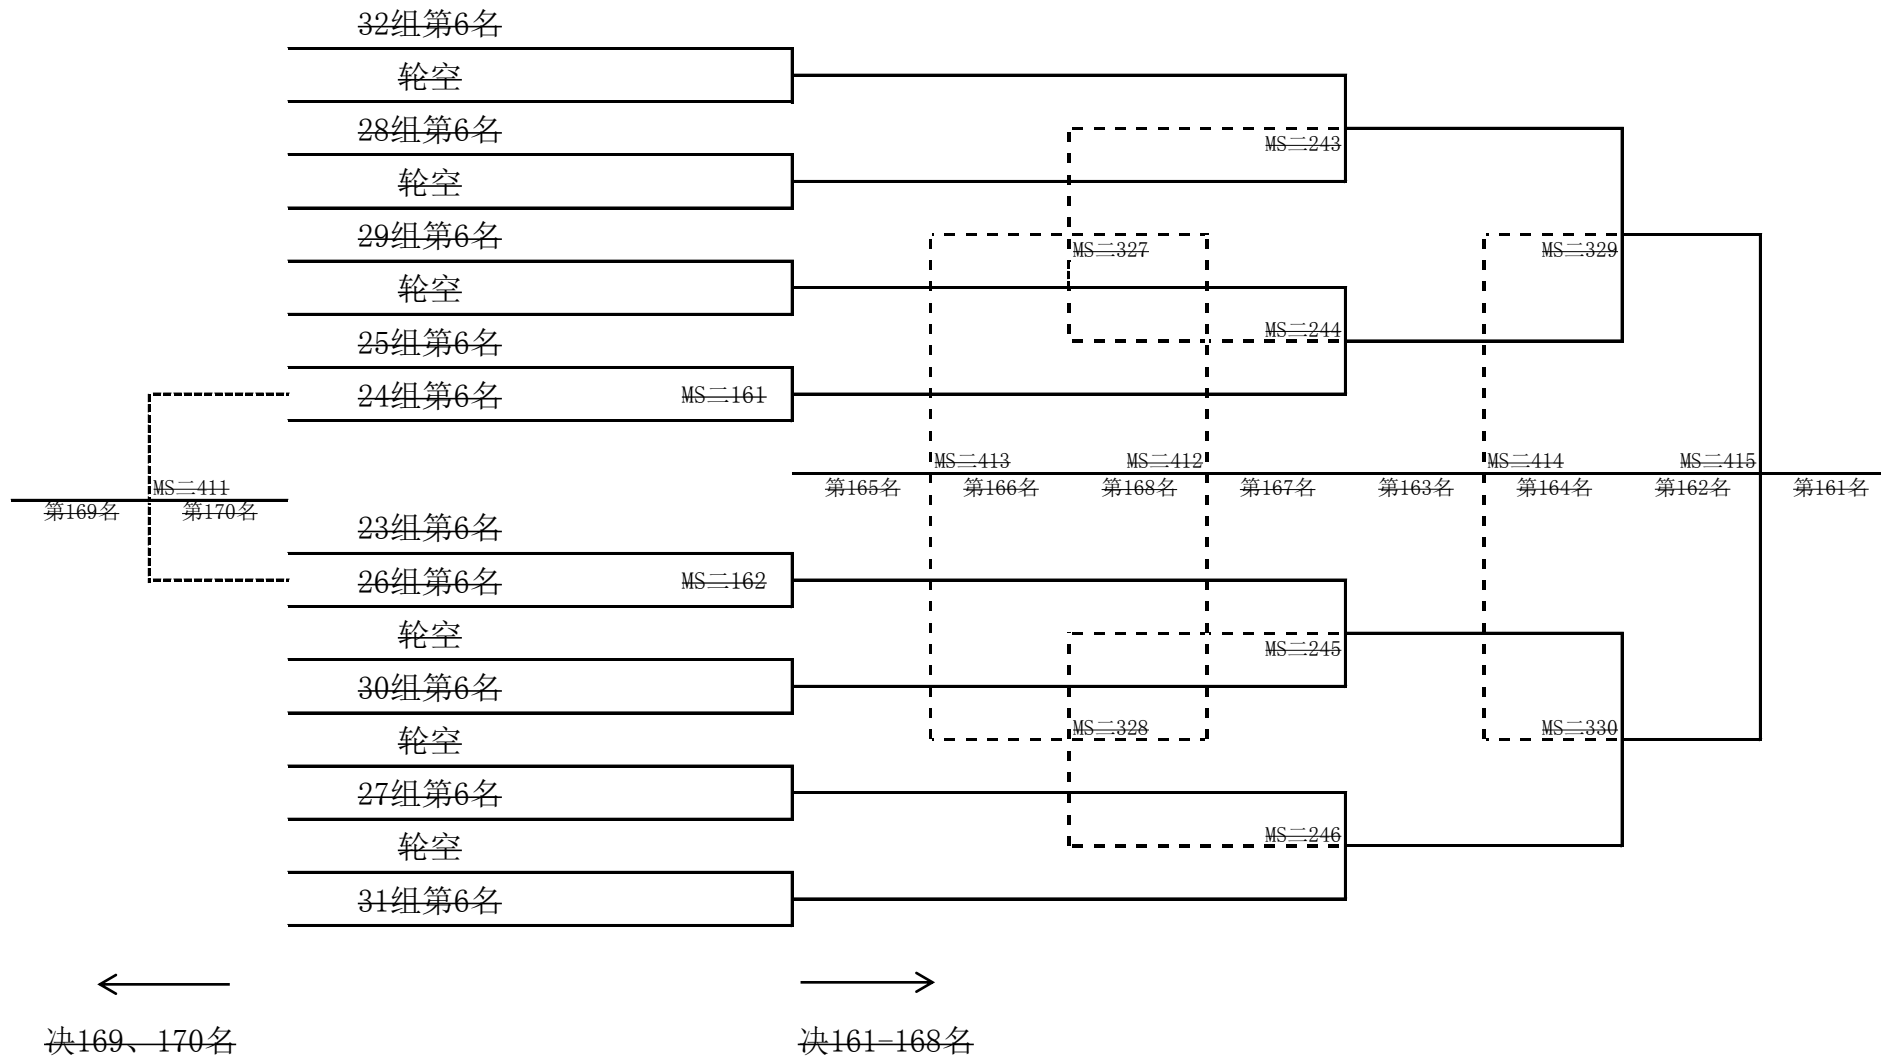 32组第6名
轮空
28组第6名
MS二243
轮空
29组第6名
MS二327
MS二329
轮空
MS二244
25组第6名
24组第6名
MS二161
MS二413
MS二412
MS二414
MS二415
第165名
第166名
第168名
第167名
第163名
第164名
第162名
第161名
MS二411
第169名
第170名
23组第6名
26组第6名
MS二162
轮空
MS二245
30组第6名
轮空
MS二328
MS二330
27组第6名
MS二246
轮空
31组第6名
决169、170名
决161-168名